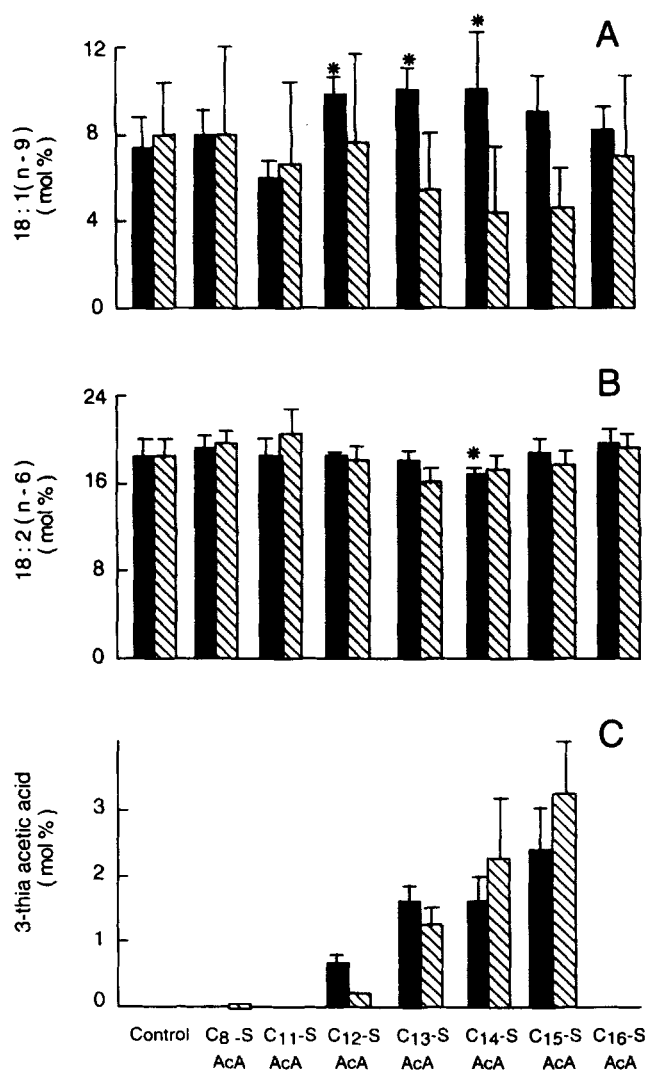 A
12
8
4
0
18 : 1 (n - 9)
( mol % )
*
*
*
B
24
16
8
0
18 : 2 (n - 6)
( mol % )
*
C
3
2
1
0
3-thia acetic acid
( mol % )
Control C8 -S C11-S C12-S C13-S C14-S C15-S C16-S
AcA AcA AcA AcA AcA AcA AcA